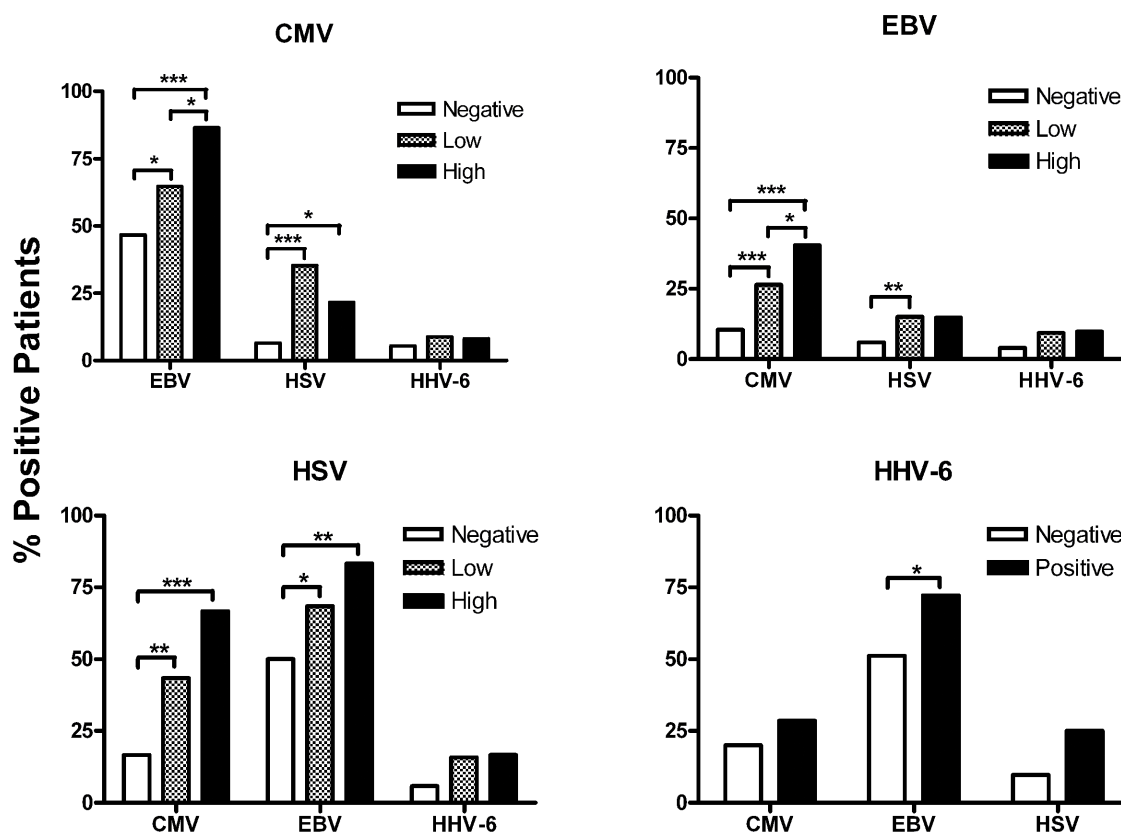 % Positive Patients
CMV
100
75
50
25
0
***
*
*
*
***
Negative
Low
High
EBV HSV HHV-6
EBV
100
75
50
25
0
***
*
***
**
Negative
Low
High
CMV HSV HHV-6
HSV
100
75
50
25
0
**
***
*
**
Negative
Low
High
CMV EBV HHV-6
HHV-6
100
75
50
25
0
*
Negative
Positive
CMV EBV HSV